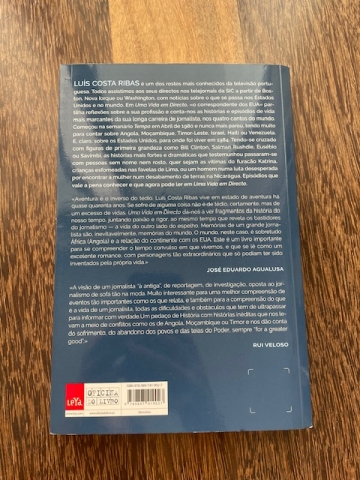 LUÍS COSTA RIBAS é um dos rostos mais conhecidos da televisão portu-
guesa. Todos assistimos aos seus directos nos telejornais da SIC a partir de Bos-
ton, Nova Iorque ou Washington, com notícias sobre o que se passa nos Estados
Unidos e no mundo. Em Uma Vida em Directo, «o correspondente dos EUA» par-
tilha reflexões sobre a sua profissão e conta-nos as histórias e episódios de vida
mais marcantes da sua longa carreira de jornalista, nos quatro cantos do mundo.
Começou no semanário Tempo em Abril de 1980 e nunca mais parou, tendo muito
para contar sobre Angola, Moçambique, Timor-Leste, Israel, Haiti ou Venezuela.
E, claro, sobre os Estados Unidos, para onde foi viver em 1984. Tendo-se cruzado
com figuras de primeira grandeza como Bill Clinton, Salman Rushdie, Eusébio
ou Savimbi, as histórias mais fortes e dramáticas que testemunhou passaram-se
com pessoas sem nome nem rosto, quer sejam as vítimas do furacão Katrina,
crianças esfomeadas nas favelas de Lima, ou um homem numa luta desesperada
por encontrar a mulher num desabamento de terras na Nicarágua. Episódios que
vale a pena conhecer e que agora pode ler em Uma Vida em Directo.
«Aventura é o inverso do tédio. Luís Costa Ribas está em aventura há
quase quarenta anos. Se sofre de alguma coisa não é de tédio, certamente, mas de
um excesso de vidas. Uma Vida em Directo dá-nos a ver fragmentos da história do
nosso tempo, juntando paixão e rigor, ao mesmo tempo que revela os bastidores
do jornalismo — a vida do outro lado do espelho. Memórias de um grande jorna-
lista são, inevitavelmente, memórias do mundo. O mundo, neste caso, é sobretudo
África (Angola) e a relação do continente com os EUA. Este é um livro importante
para se compreender o tempo convulso em que vivemos, e que se lê como um
excelente romance, com personagens tão extraordinários que só podiam ter sido
inventados pela própria vida.»
JOSÉ EDUARDO AGUALUSA
«A visão de um jornalista "à antiga", de reportagem, de investigação, oposta ao jor-
nalismo de sofá tão na moda. Muito interessante para uma melhor compreensão de
eventos tão importantes como os que relata, e também para a compreensão do que
é a vida de um jornalista, todas as dificuldades e obstáculos que tem de ultrapassar
para informar com verdade. Um pedaço de História com histórias inéditas que nos le-
vam a meio de conflitos como os de Angola, Moçambique ou Timor e nos dão conta
do sofrimento, do abandono dos povos e das teias do Poder, sempre "for a greater
good".»
RUI VELOSO
LeYa
OFICINA
DO LIVRO